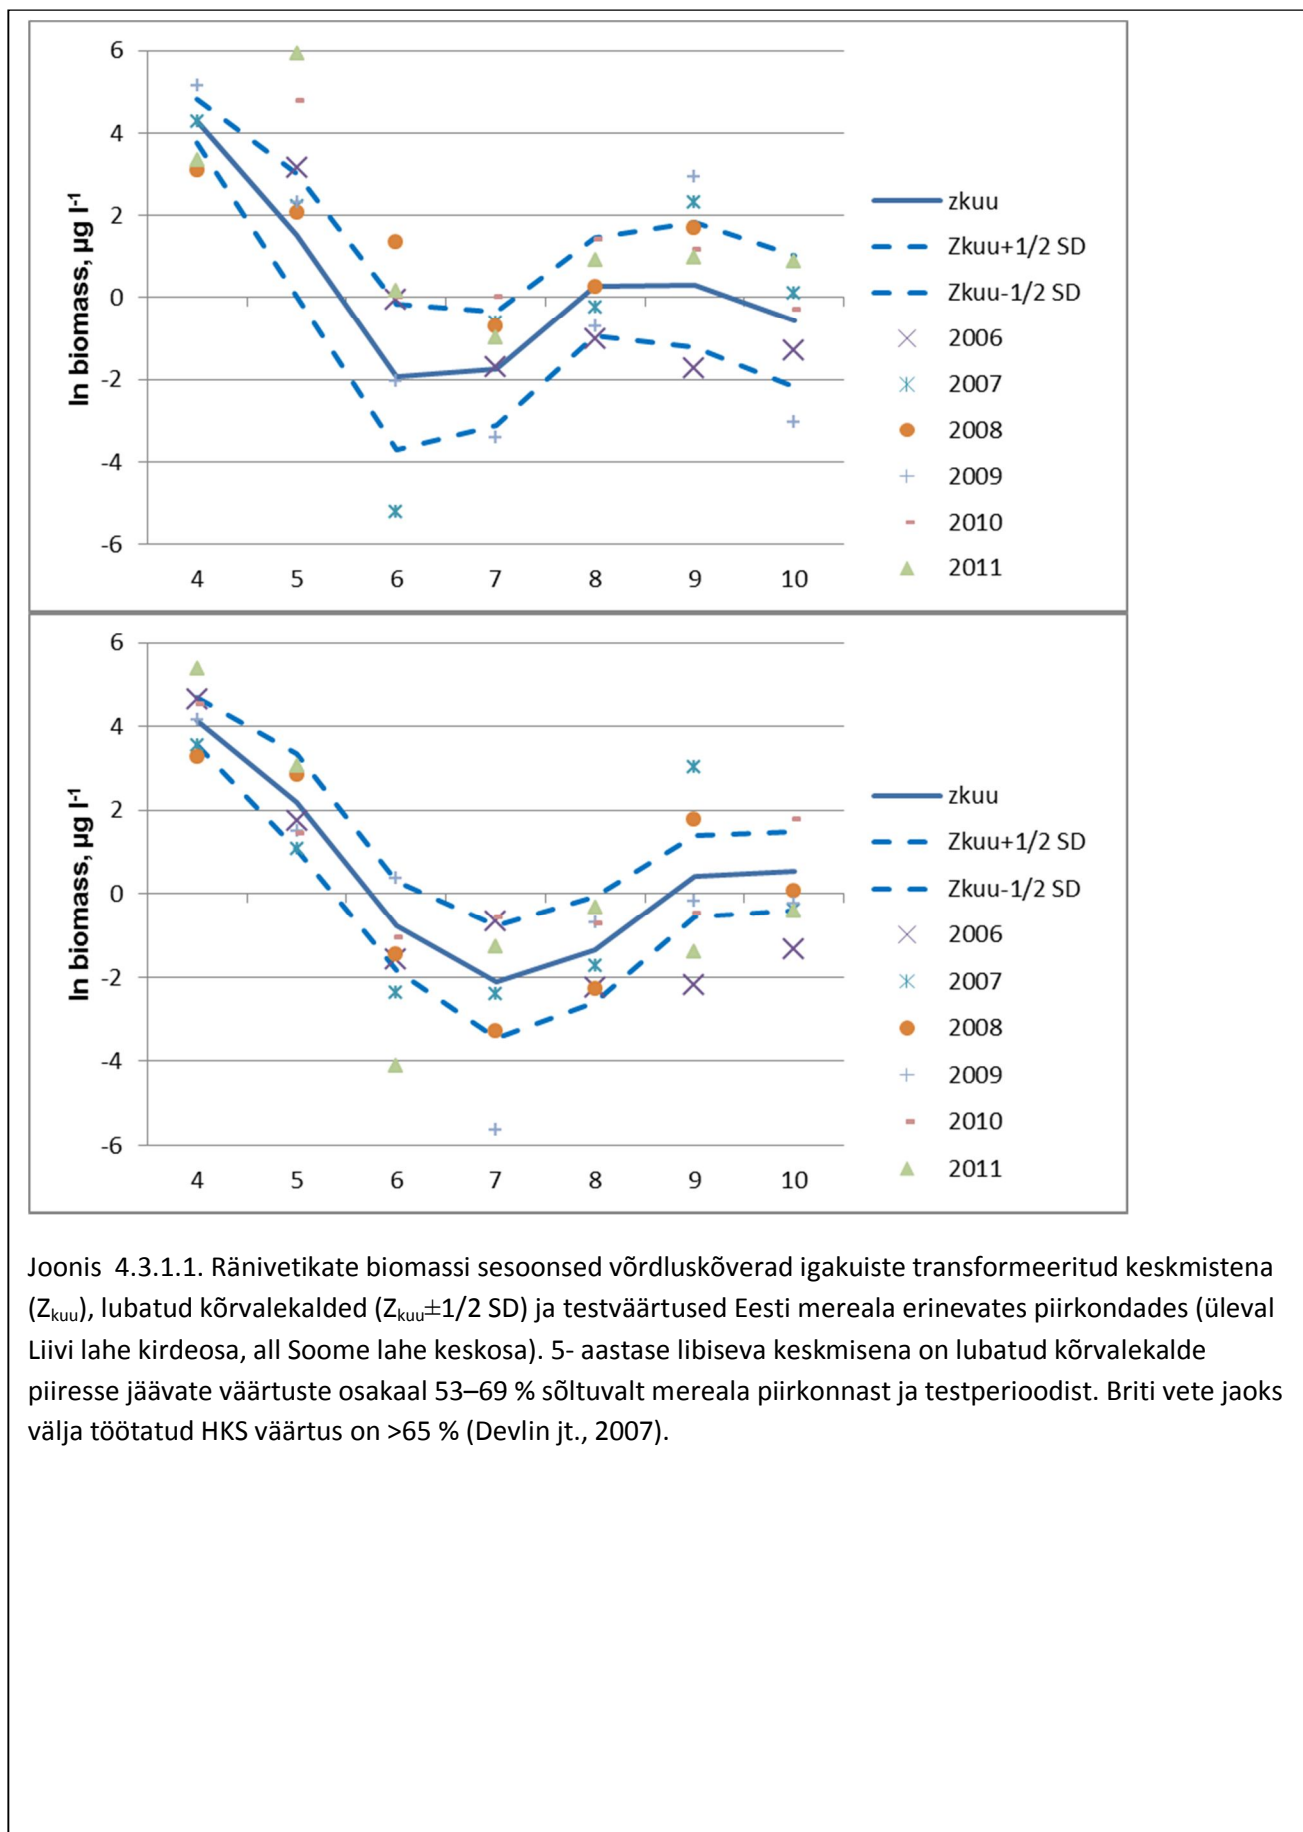 6
4
2
0
-2
-4
-6
ln biomass, µg l⁻¹
4 5 6 7 8 9 10
zkuu
Zkuu+1/2 SD
Zkuu-1/2 SD
2006
2007
2008
2009
2010
2011
6
4
2
0
-2
-4
-6
ln biomass, µg l⁻¹
4 5 6 7 8 9 10
zkuu
Zkuu+1/2 SD
Zkuu-1/2 SD
2006
2007
2008
2009
2010
2011
Joonis 4.3.1.1. Ränivetikate biomassi sesoonsed võrdluskõverad igakuiste transformeeritud keskmistena
(Zkuu), lubatud kõrvalekalded (Zkuu±1/2 SD) ja testväärtused Eesti mereala erinevates piirkondades (üleval
Liivi lahe kirdeosa, all Soome lahe keskosa). 5- aastase libiseva keskmisena on lubatud kõrvalekalde
piiresse jäävate väärtuste osakaal 53–69 % sõltuvalt mereala piirkonnast ja testperioodist. Briti vete jaoks
välja töötatud HKS väärtus on >65 % (Devlin jt., 2007).